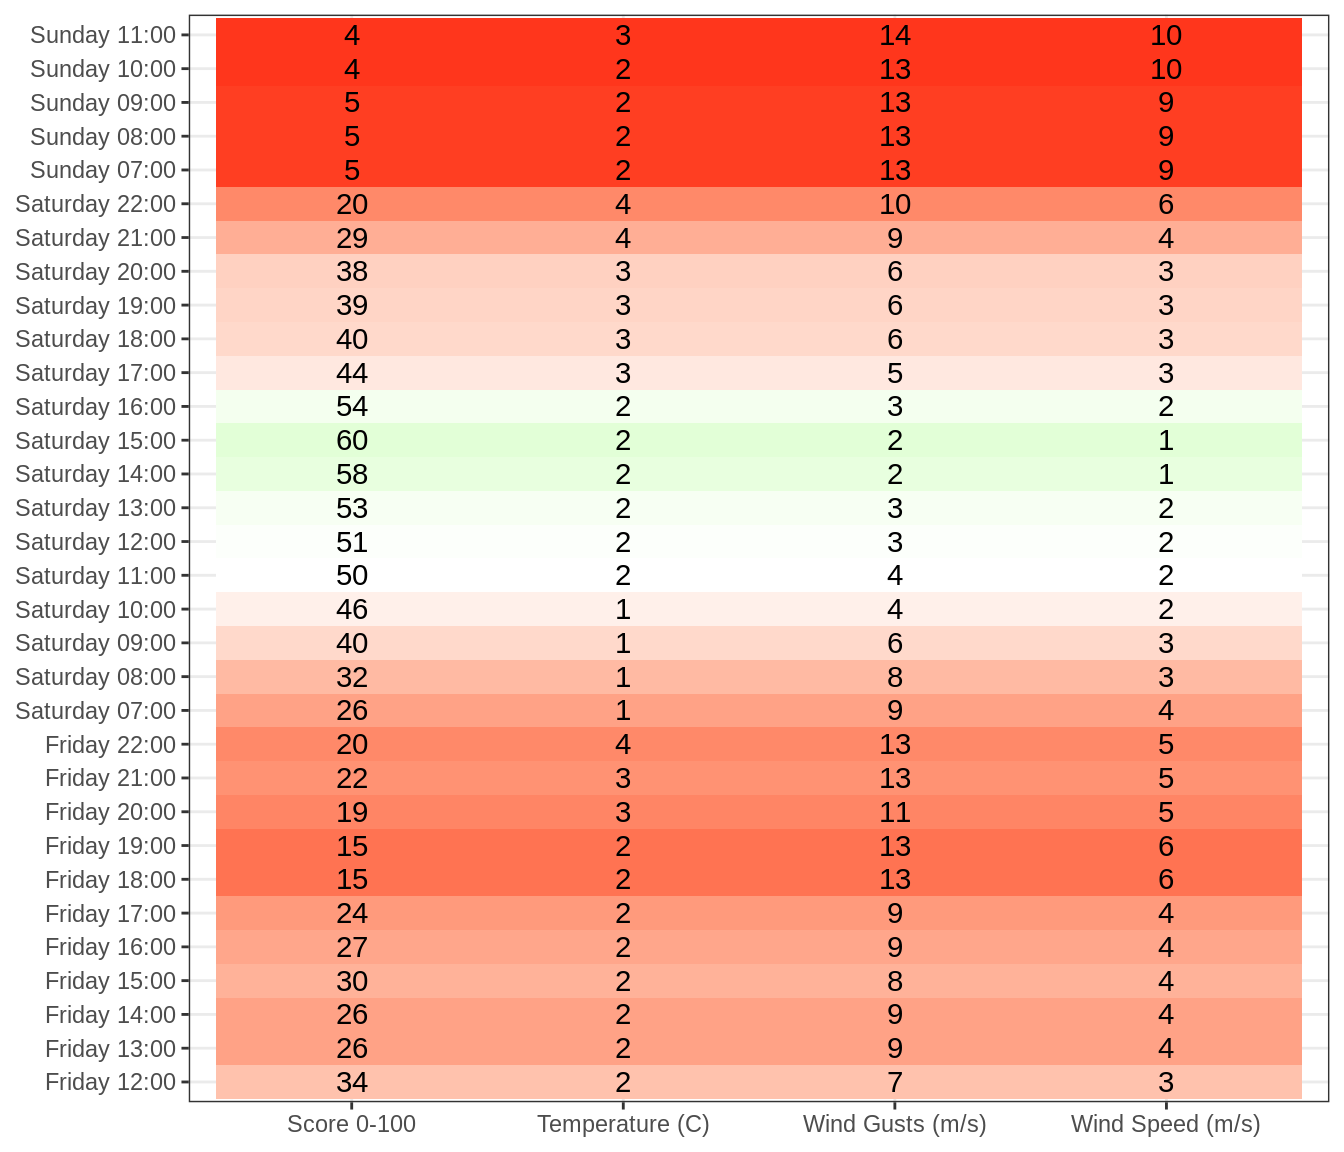 Sunday 11:00 4 3 14 10
Sunday 10:00 4 2 13 10
Sunday 09:00 5 2 13 9
Sunday 08:00 5 2 13 9
Sunday 07:00 5 2 13 9
Saturday 22:00 20 4 10 6
Saturday 21:00 29 4 9 4
Saturday 20:00 38 3 6 3
Saturday 19:00 39 3 6 3
Saturday 18:00 40 3 6 3
Saturday 17:00 44 3 5 3
Saturday 16:00 54 2 3 2
Saturday 15:00 60 2 2 1
Saturday 14:00 58 2 2 1
Saturday 13:00 53 2 3 2
Saturday 12:00 51 2 3 2
Saturday 11:00 50 2 4 2
Saturday 10:00 46 1 4 2
Saturday 09:00 40 1 6 3
Saturday 08:00 32 1 8 3
Saturday 07:00 26 1 9 4
Friday 22:00 20 4 13 5
Friday 21:00 22 3 13 5
Friday 20:00 19 3 11 5
Friday 19:00 15 2 13 6
Friday 18:00 15 2 13 6
Friday 17:00 24 2 9 4
Friday 16:00 27 2 9 4
Friday 15:00 30 2 8 4
Friday 14:00 26 2 9 4
Friday 13:00 26 2 9 4
Friday 12:00 34 2 7 3
Score 0-100 Temperature (C) Wind Gusts (m/s) Wind Speed (m/s)